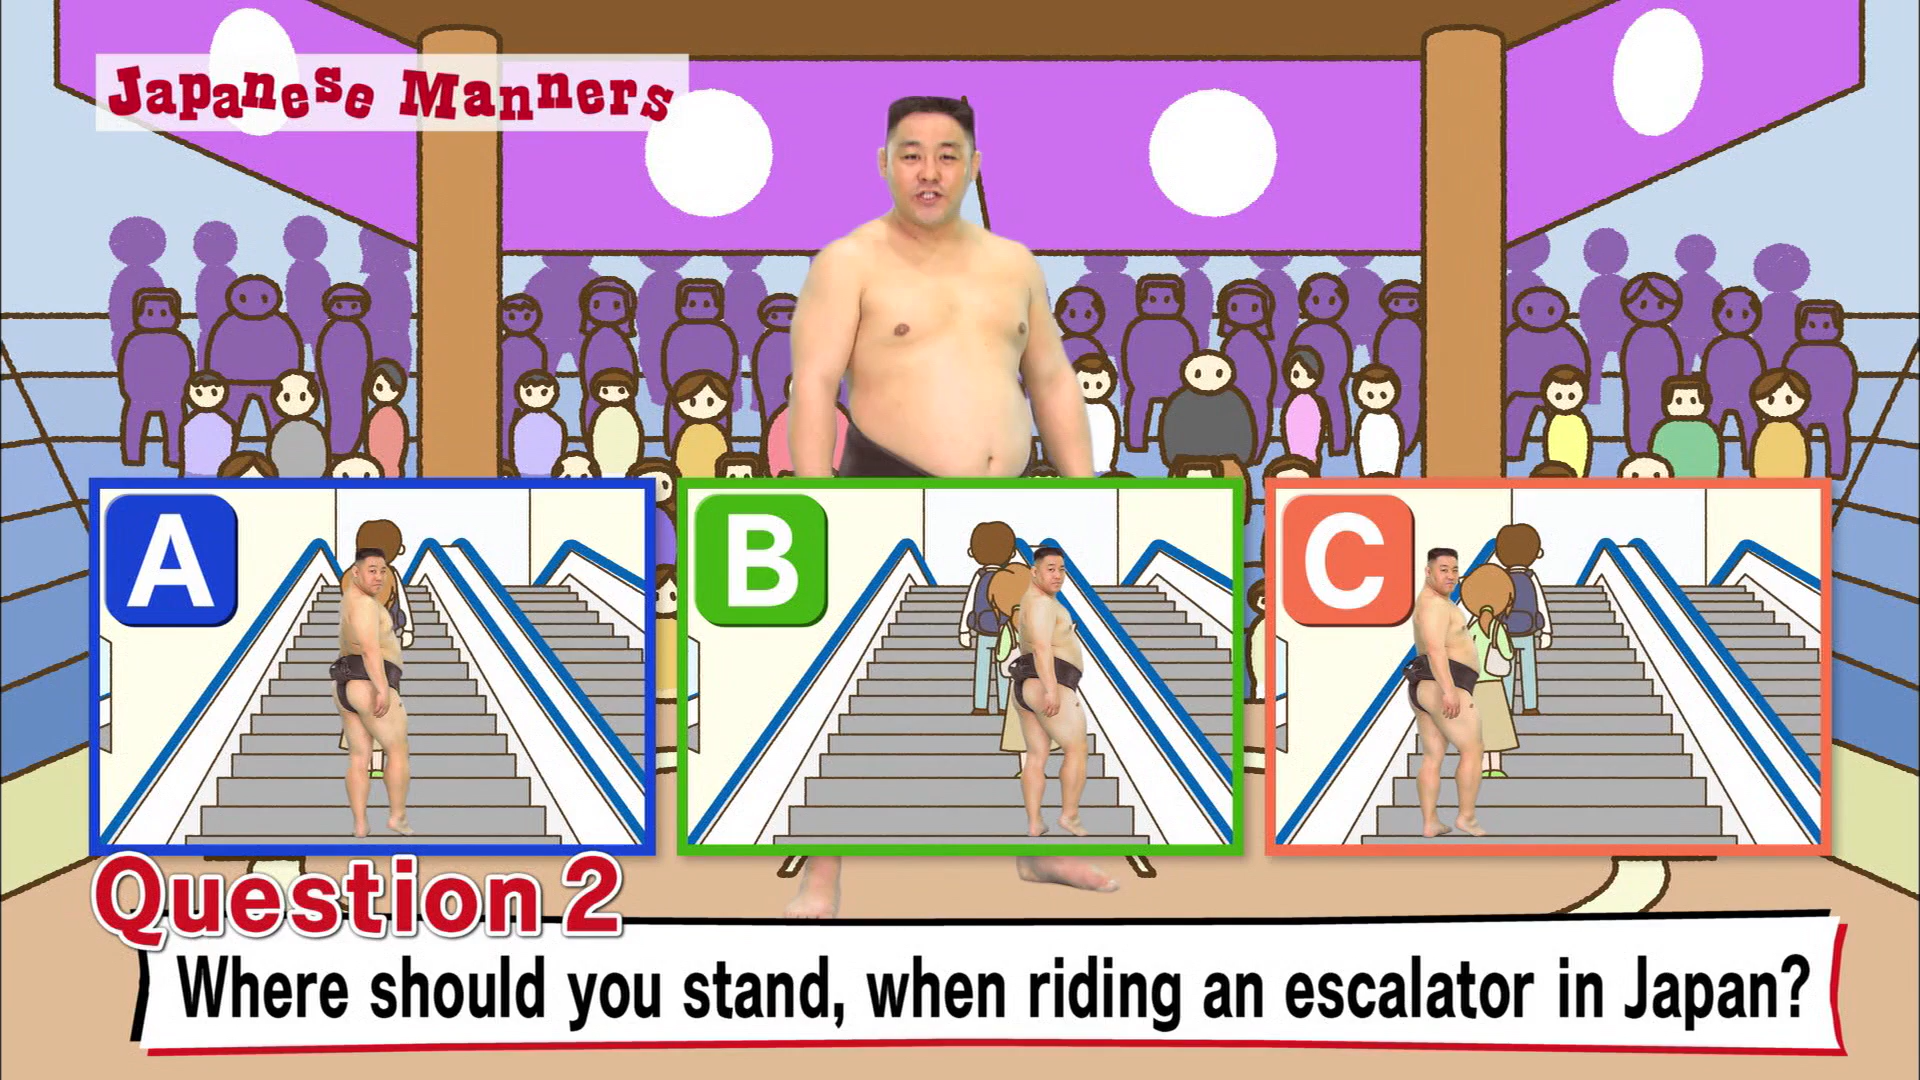 Japanese Manners
A
B
C
Question 2
Where should you stand, when riding an escalator in Japan?